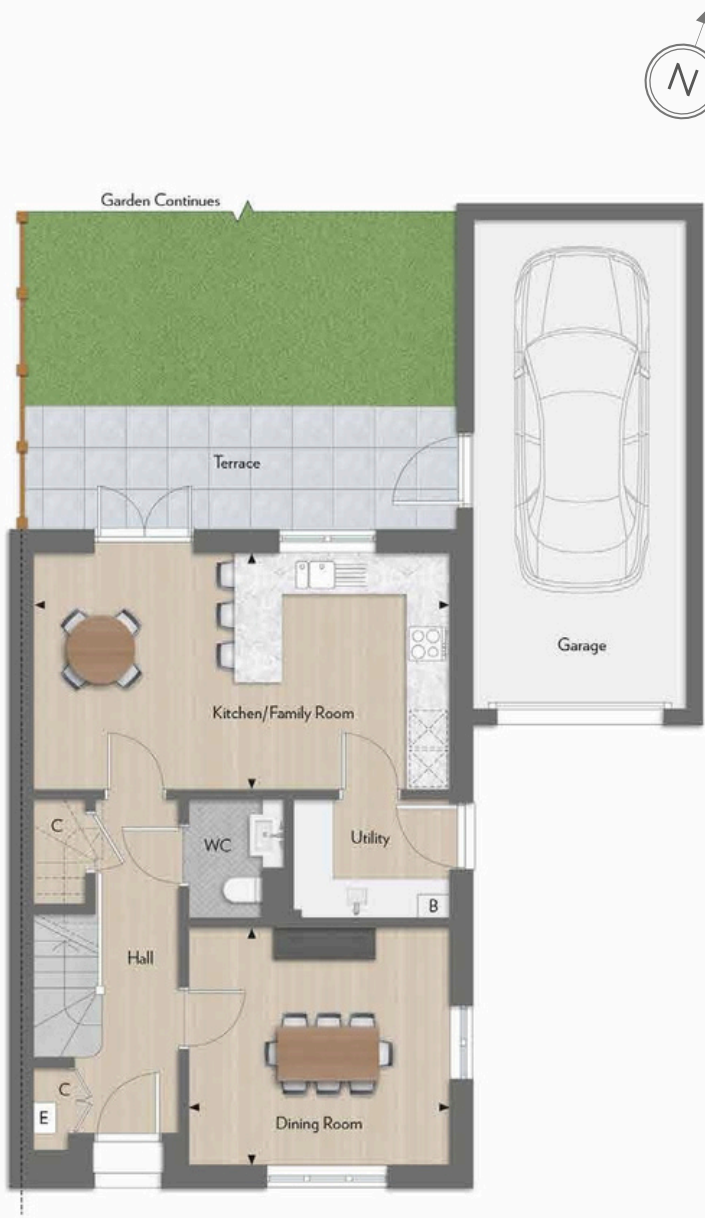 N
Garden Continues
Terrace
Garage
Kitchen/Family Room
C
WC
Utility
B
Hall
C
E
Dining Room